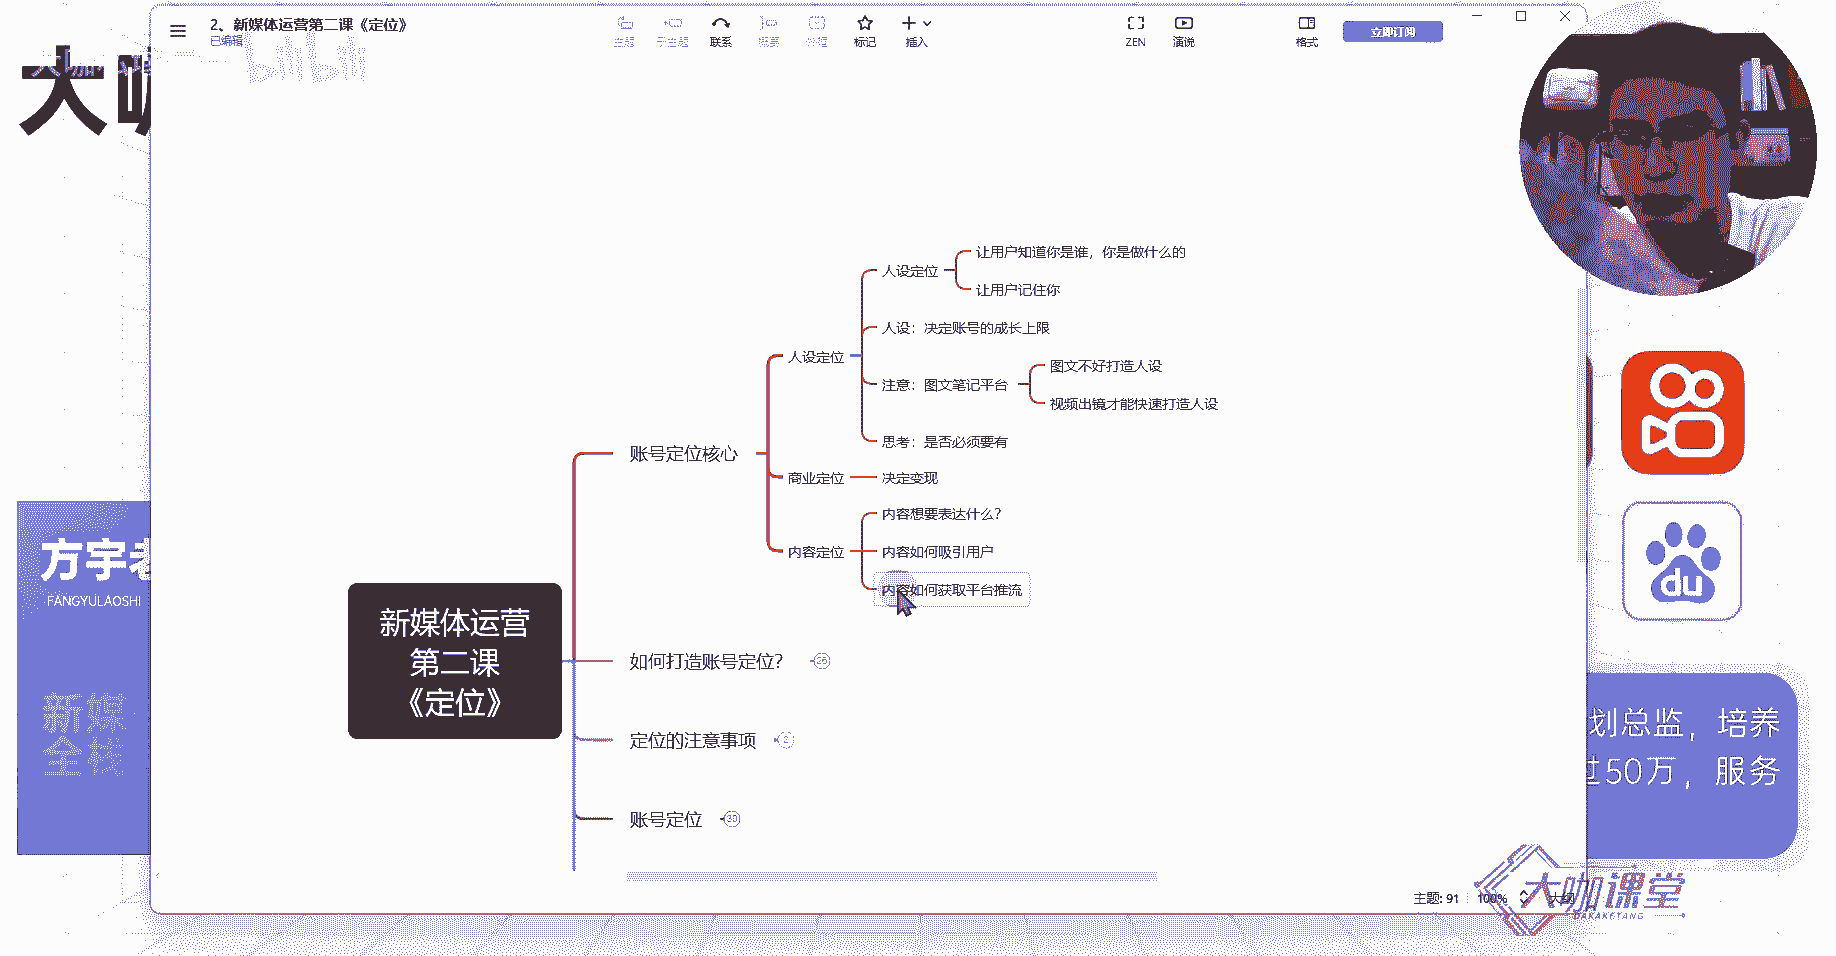 2、新媒体运营第二课《定位》
已编辑
主题
子主题
联系
概要
外框
标记
插入
ZEN
演说
格式
立即订阅
bilibili
大咖
让用户知道你是谁，你是做什么的
人设定位
让用户记住你
人设：决定账号的成长上限
人设定位
图文不好打造人设
注意：图文笔记平台
视频出镜才能快速打造人设
思考：是否必须要有
账号定位核心
商业定位
决定变现
内容想要表达什么？
内容定位
内容如何吸引用户
内容如何获取平台推流
新媒体运营
第二课
《定位》
如何打造账号定位？
26
定位的注意事项
2
账号定位
30
方宇老
FANGYULAOSHI
新媒
全栈
du
划总监，培养
过50万，服务
主题: 91
100%
大纲
大咖课堂
DAKAKETANG